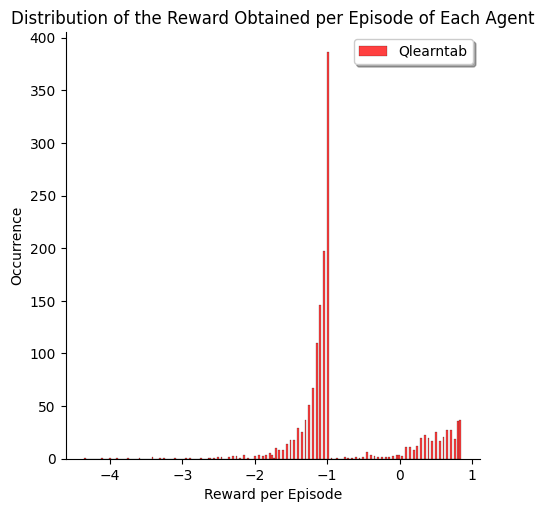 Distribution of the Reward Obtained per Episode of Each Agent
Qlearntab
400
350
300
250
200
150
100
50
0
Occurrence
−4 −3 −2 −1 0 1
Reward per Episode